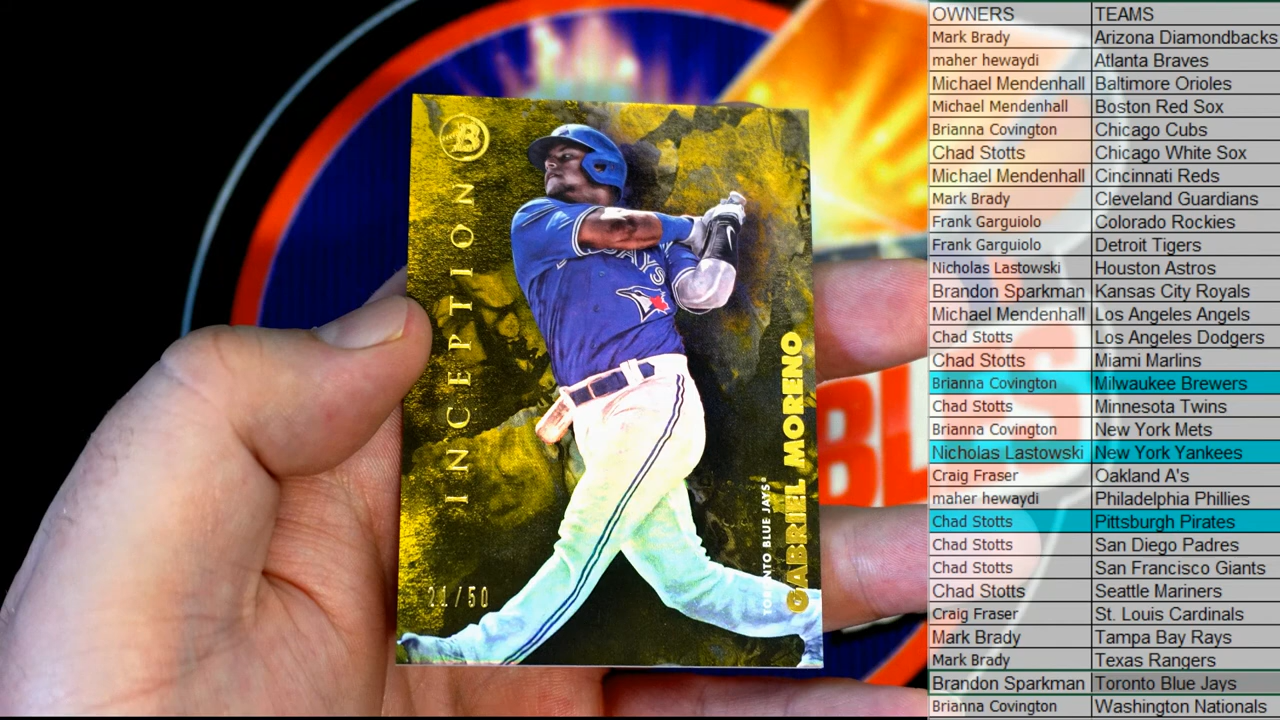 INCEPTION
B
21/50
TORONTO BLUE JAYS
GABRIEL MORENO
BL
S
OWNERS TEAMS
Mark Brady Arizona Diamondbacks
maher hewaydi Atlanta Braves
Michael Mendenhall Baltimore Orioles
Michael Mendenhall Boston Red Sox
Brianna Covington Chicago Cubs
Chad Stotts Chicago White Sox
Michael Mendenhall Cincinnati Reds
Mark Brady Cleveland Guardians
Frank Garguiolo Colorado Rockies
Frank Garguiolo Detroit Tigers
Nicholas Lastowski Houston Astros
Brandon Sparkman Kansas City Royals
Michael Mendenhall Los Angeles Angels
Chad Stotts Los Angeles Dodgers
Chad Stotts Miami Marlins
Brianna Covington Milwaukee Brewers
Chad Stotts Minnesota Twins
Brianna Covington New York Mets
Nicholas Lastowski New York Yankees
Craig Fraser Oakland A's
maher hewaydi Philadelphia Phillies
Chad Stotts Pittsburgh Pirates
Chad Stotts San Diego Padres
Chad Stotts San Francisco Giants
Chad Stotts Seattle Mariners
Craig Fraser St. Louis Cardinals
Mark Brady Tampa Bay Rays
Mark Brady Texas Rangers
Brandon Sparkman Toronto Blue Jays
Brianna Covington Washington Nationals